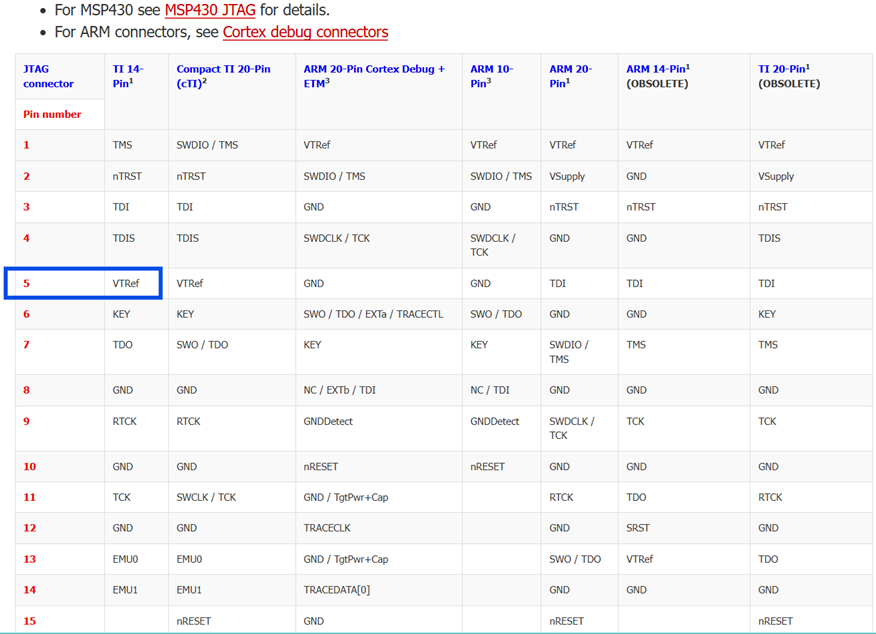 For MSP430 see MSP430 JTAG for details.
For ARM connectors, see Cortex debug connectors
JTAG connector TI 14-Pin1 Compact TI 20-Pin (cTI)2 ARM 20-Pin Cortex Debug + ETM3 ARM 10-Pin3 ARM 20-Pin1 ARM 14-Pin1 (OBSOLETE) TI 20-Pin1 (OBSOLETE)
Pin number
1 TMS SWDIO / TMS VTRef VTRef VTRef VTRef VTRef
2 nTRST nTRST SWDIO / TMS SWDIO / TMS VSupply GND VSupply
3 TDI TDI GND GND nTRST nTRST nTRST
4 TDIS TDIS SWDCLK / TCK SWDCLK / TCK GND GND TDIS
5 VTRef VTRef GND GND TDI TDI TDI
6 KEY KEY SWO / TDO / EXTa / TRACECTL SWO / TDO GND GND KEY
7 TDO SWO / TDO KEY KEY SWDIO / TMS TMS TMS
8 GND GND NC / EXTb / TDI NC / TDI GND GND GND
9 RTCK RTCK GNDDetect GNDDetect SWDCLK / TCK TCK TCK
10 GND GND nRESET nRESET GND GND GND
11 TCK SWCLK / TCK GND / TgtPwr+Cap RTCK TDO RTCK
12 GND GND TRACECLK GND SRST GND
13 EMU0 EMU0 GND / TgtPwr+Cap SWO / TDO VTRef TDO
14 EMU1 EMU1 TRACEDATA[0] GND GND GND
15 nRESET GND nRESET nRESET